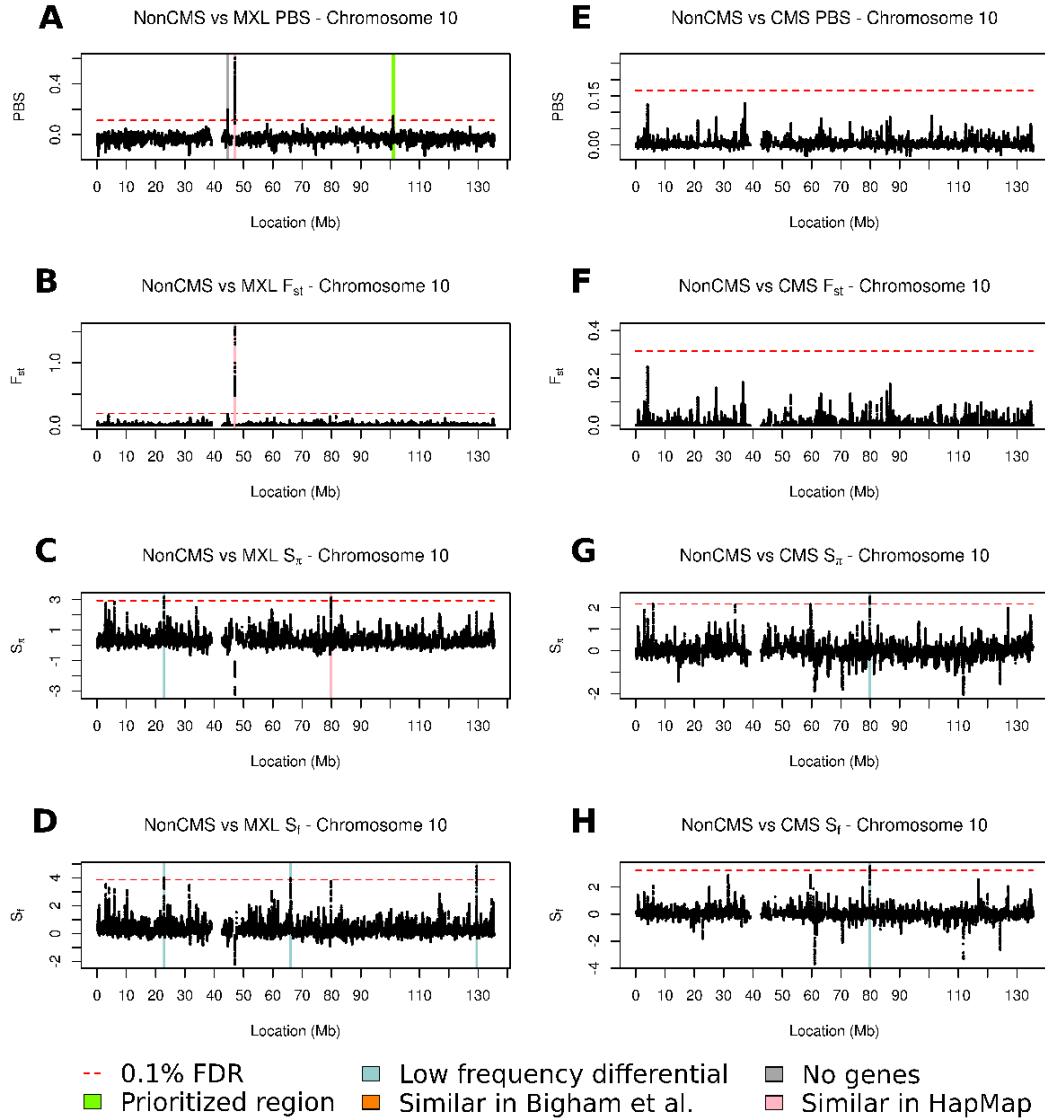 A
NonCMS vs MXL PBS - Chromosome 10
PBS
0.0 0.4
0 10 20 30 40 50 60 70 80 90 100 110 130
Location (Mb)
E
NonCMS vs CMS PBS - Chromosome 10
PBS
0.00 0.15
0 10 20 30 40 50 60 70 80 90 100 110 130
Location (Mb)
B
NonCMS vs MXL Fst - Chromosome 10
Fst
0.0 1.0
0 10 20 30 40 50 60 70 80 90 100 110 130
Location (Mb)
F
NonCMS vs CMS Fst - Chromosome 10
Fst
0.0 0.2 0.4
0 10 20 30 40 50 60 70 80 90 100 110 130
Location (Mb)
C
NonCMS vs MXL Sπ - Chromosome 10
Sπ
-3 -1 1 3
0 10 20 30 40 50 60 70 80 90 100 110 130
Location (Mb)
G
NonCMS vs CMS Sπ - Chromosome 10
Sπ
-2 0 2
0 10 20 30 40 50 60 70 80 90 100 110 130
Location (Mb)
D
NonCMS vs MXL Sf - Chromosome 10
Sf
-2 0 2 4
0 10 20 30 40 50 60 70 80 90 100 110 130
Location (Mb)
H
NonCMS vs CMS Sf - Chromosome 10
Sf
-4 -2 0 2
0 10 20 30 40 50 60 70 80 90 100 110 130
Location (Mb)
0.1% FDR
Low frequency differential
No genes
Prioritized region
Similar in Bigham et al.
Similar in HapMap